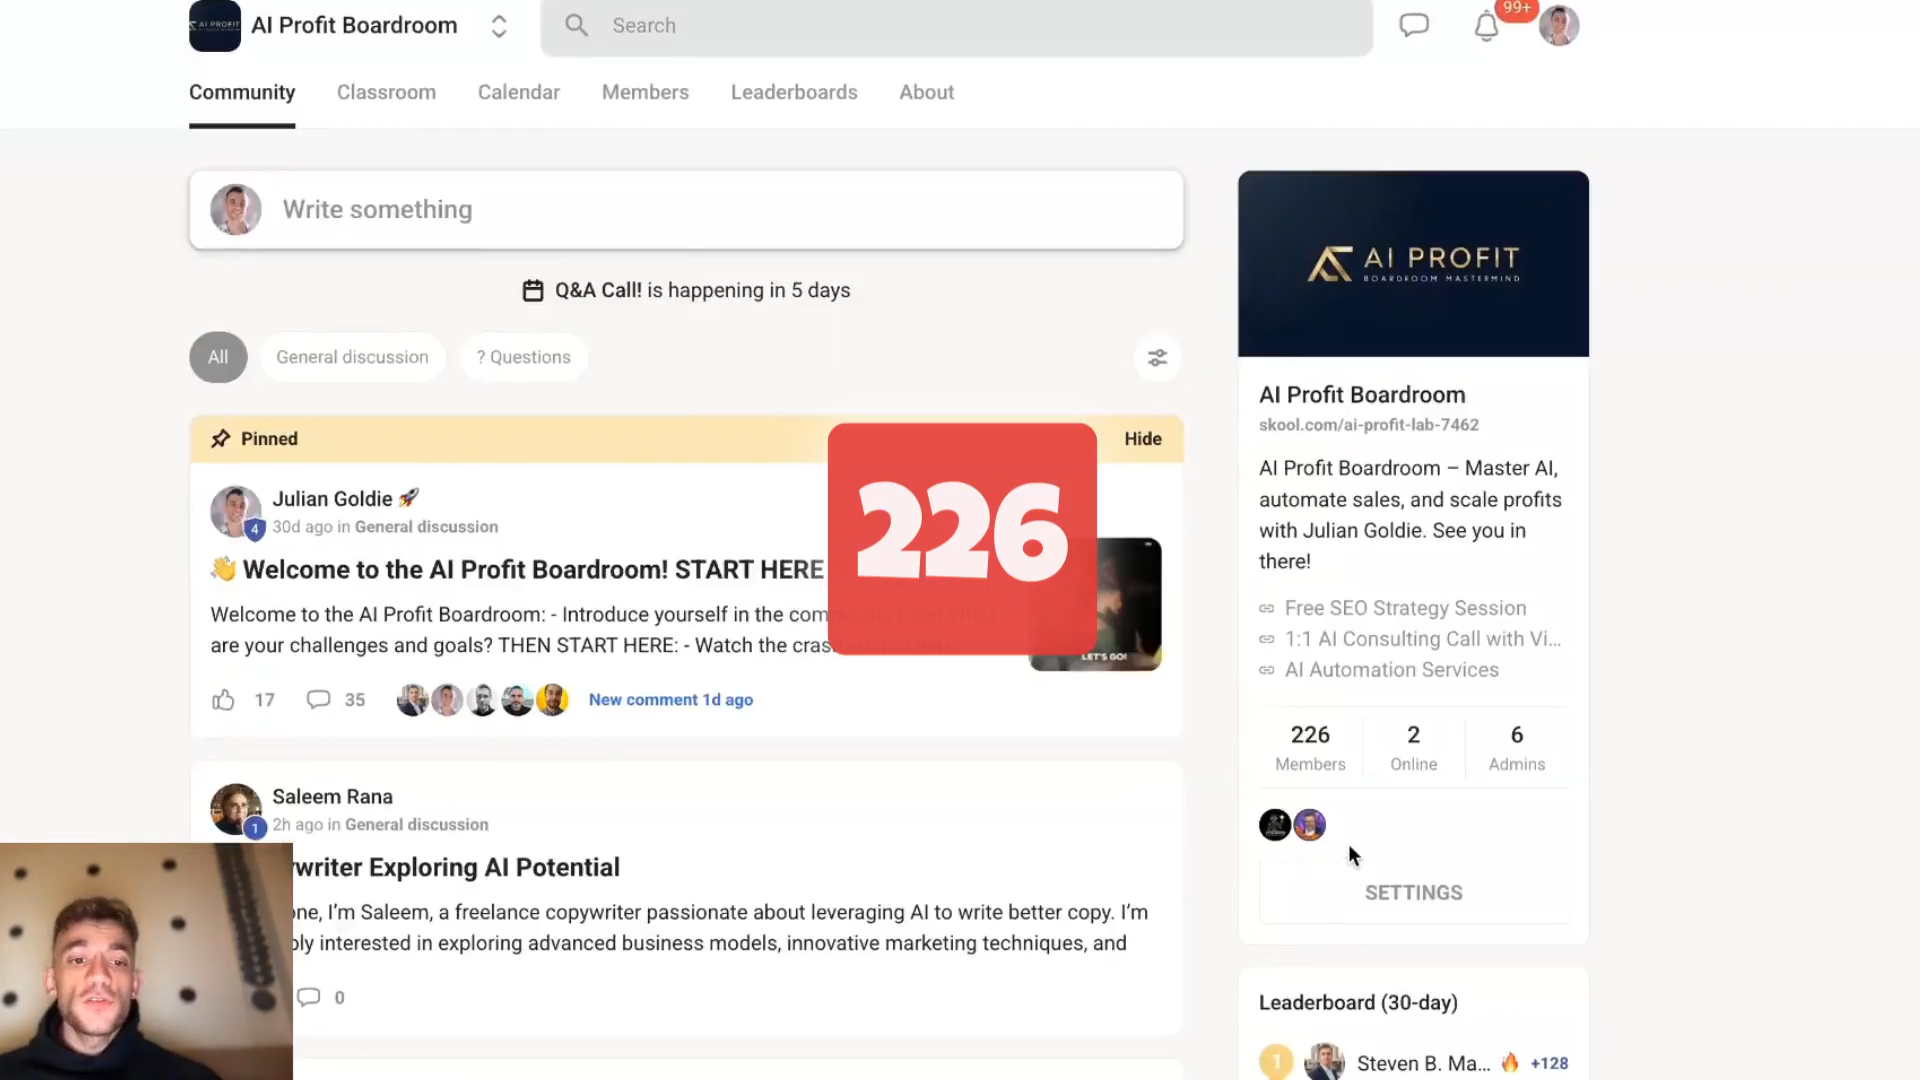 AI PROFIT
AI Profit Boardroom
Search
99+
Community
Classroom
Calendar
Members
Leaderboards
About
Write something
Q&A Call! is happening in 5 days
All
General discussion
? Questions
Pinned
Hide
Julian Goldie 🚀
4
30d ago in General discussion
👋 Welcome to the AI Profit Boardroom! START HERE
Welcome to the AI Profit Boardroom: - Introduce yourself in the
are your challenges and goals? THEN START HERE: - Watch the
226
LET'S GO!
17
35
New comment 1d ago
Saleem Rana
1
2h ago in General discussion
ywriter Exploring AI Potential
one, I'm Saleem, a freelance copywriter passionate about leveraging AI to write better copy. I'm
bly interested in exploring advanced business models, innovative marketing techniques, and
0
AI PROFIT
BOARDROOM MASTERMIND
AI Profit Boardroom
skool.com/ai-profit-lab-7462
AI Profit Boardroom – Master AI,
automate sales, and scale profits
with Julian Goldie. See you in
there!
Free SEO Strategy Session
1:1 AI Consulting Call with Vi...
AI Automation Services
226
Members
2
Online
6
Admins
SETTINGS
Leaderboard (30-day)
1
Steven B. Ma... 🔥 +128